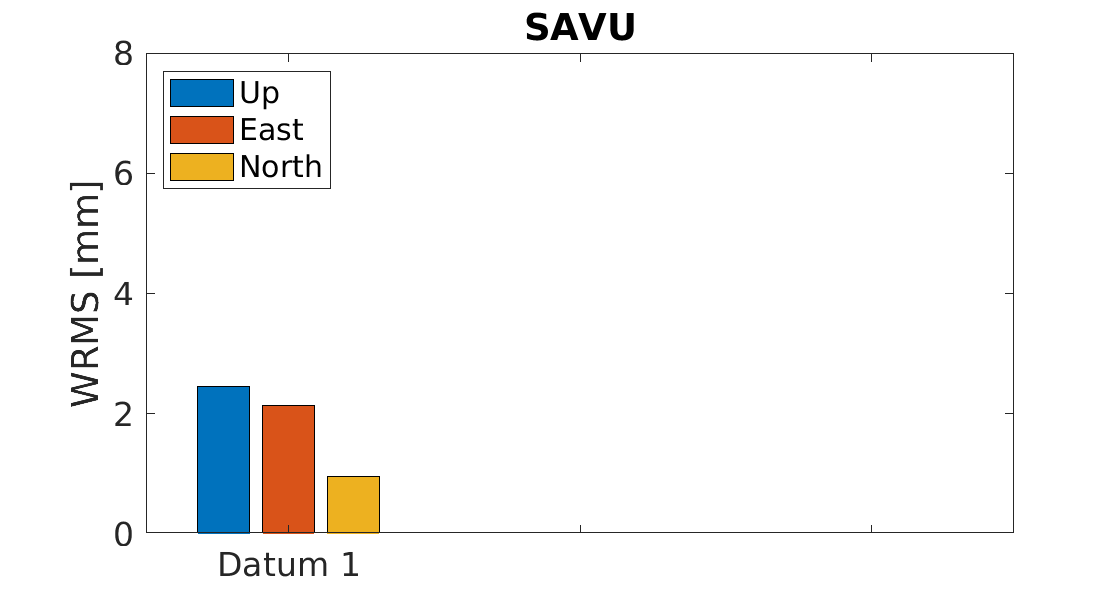 SAVU
8
6
4
2
0
WRMS [mm]
Up
East
North
Datum 1